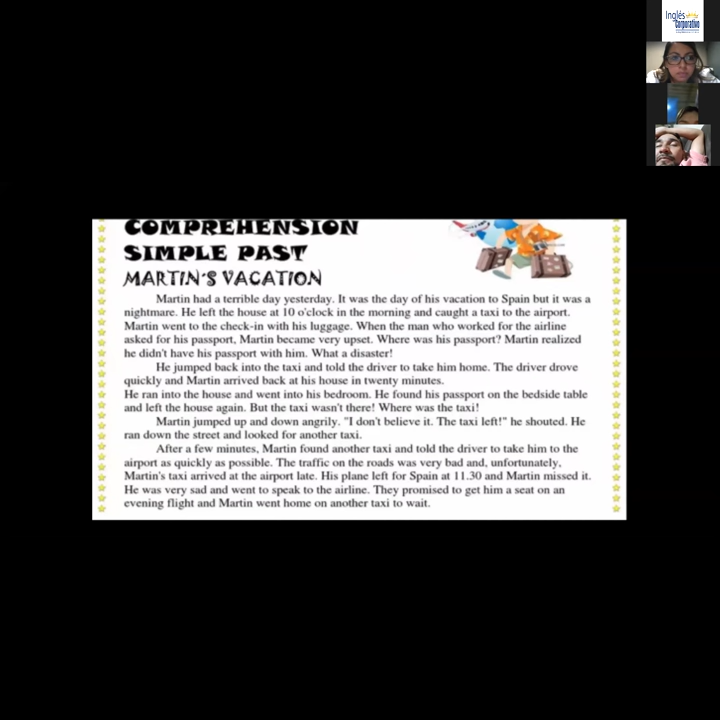 Inglés
Corporativo
COMPREHENSION
SIMPLE PAST
MARTIN'S VACATION
Martin had a terrible day yesterday. It was the day of his vacation to Spain but it was a
nightmare. He left the house at 10 o'clock in the morning and caught a taxi to the airport.
Martin went to the check-in with his luggage. When the man who worked for the airline
asked for his passport, Martin became very upset. Where was his passport? Martin realized
he didn't have his passport with him. What a disaster!
He jumped back into the taxi and told the driver to take him home. The driver drove
quickly and Martin arrived back at his house in twenty minutes.
He ran into the house and went into his bedroom. He found his passport on the bedside table
and left the house again. But the taxi wasn't there! Where was the taxi!
Martin jumped up and down angrily. "I don't believe it. The taxi left!" he shouted. He
ran down the street and looked for another taxi.
After a few minutes, Martin found another taxi and told the driver to take him to the
airport as quickly as possible. The traffic on the roads was very bad and, unfortunately,
Martin's taxi arrived at the airport late. His plane left for Spain at 11.30 and Martin missed it.
He was very sad and went to speak to the airline. They promised to get him a seat on an
evening flight and Martin went home on another taxi to wait.